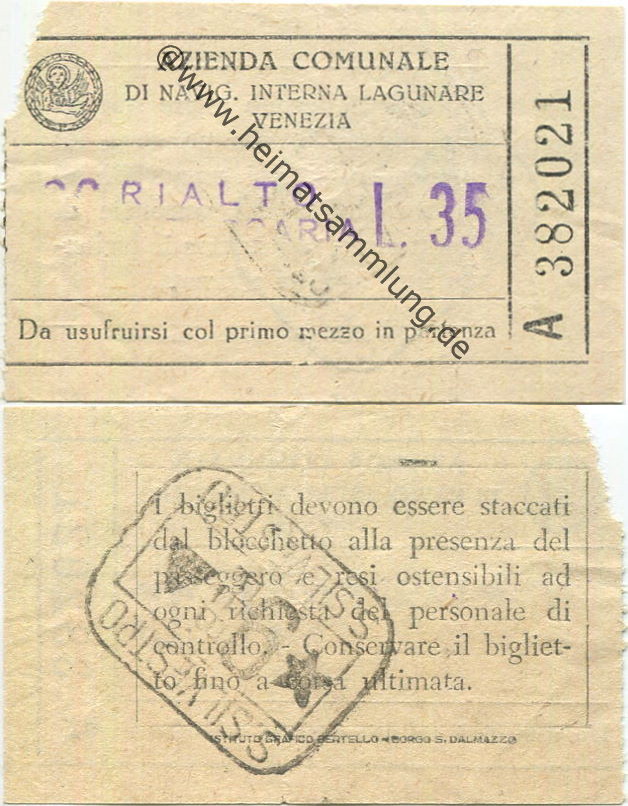 AZIENDA COMUNALE
DI NAVIG. INTERNA LAGUNARE
VENEZIA
RIALTO
L. 35
Da usufruirsi col primo mezzo in partenza
A 382021
©www.heimatsammlung.de
I biglietti devono essere staccati
dal blocchetto alla presenza del
passeggero e resi ostensibili ad
ogni richiesta del personale di
controllo. - Conservare il bigliet-
to fino a corsa ultimata.
ISTITUTO GRAFICO BERTELLO - BORGO S. DALMAZZO
S. SILVESTRO
S. SILVESTRO